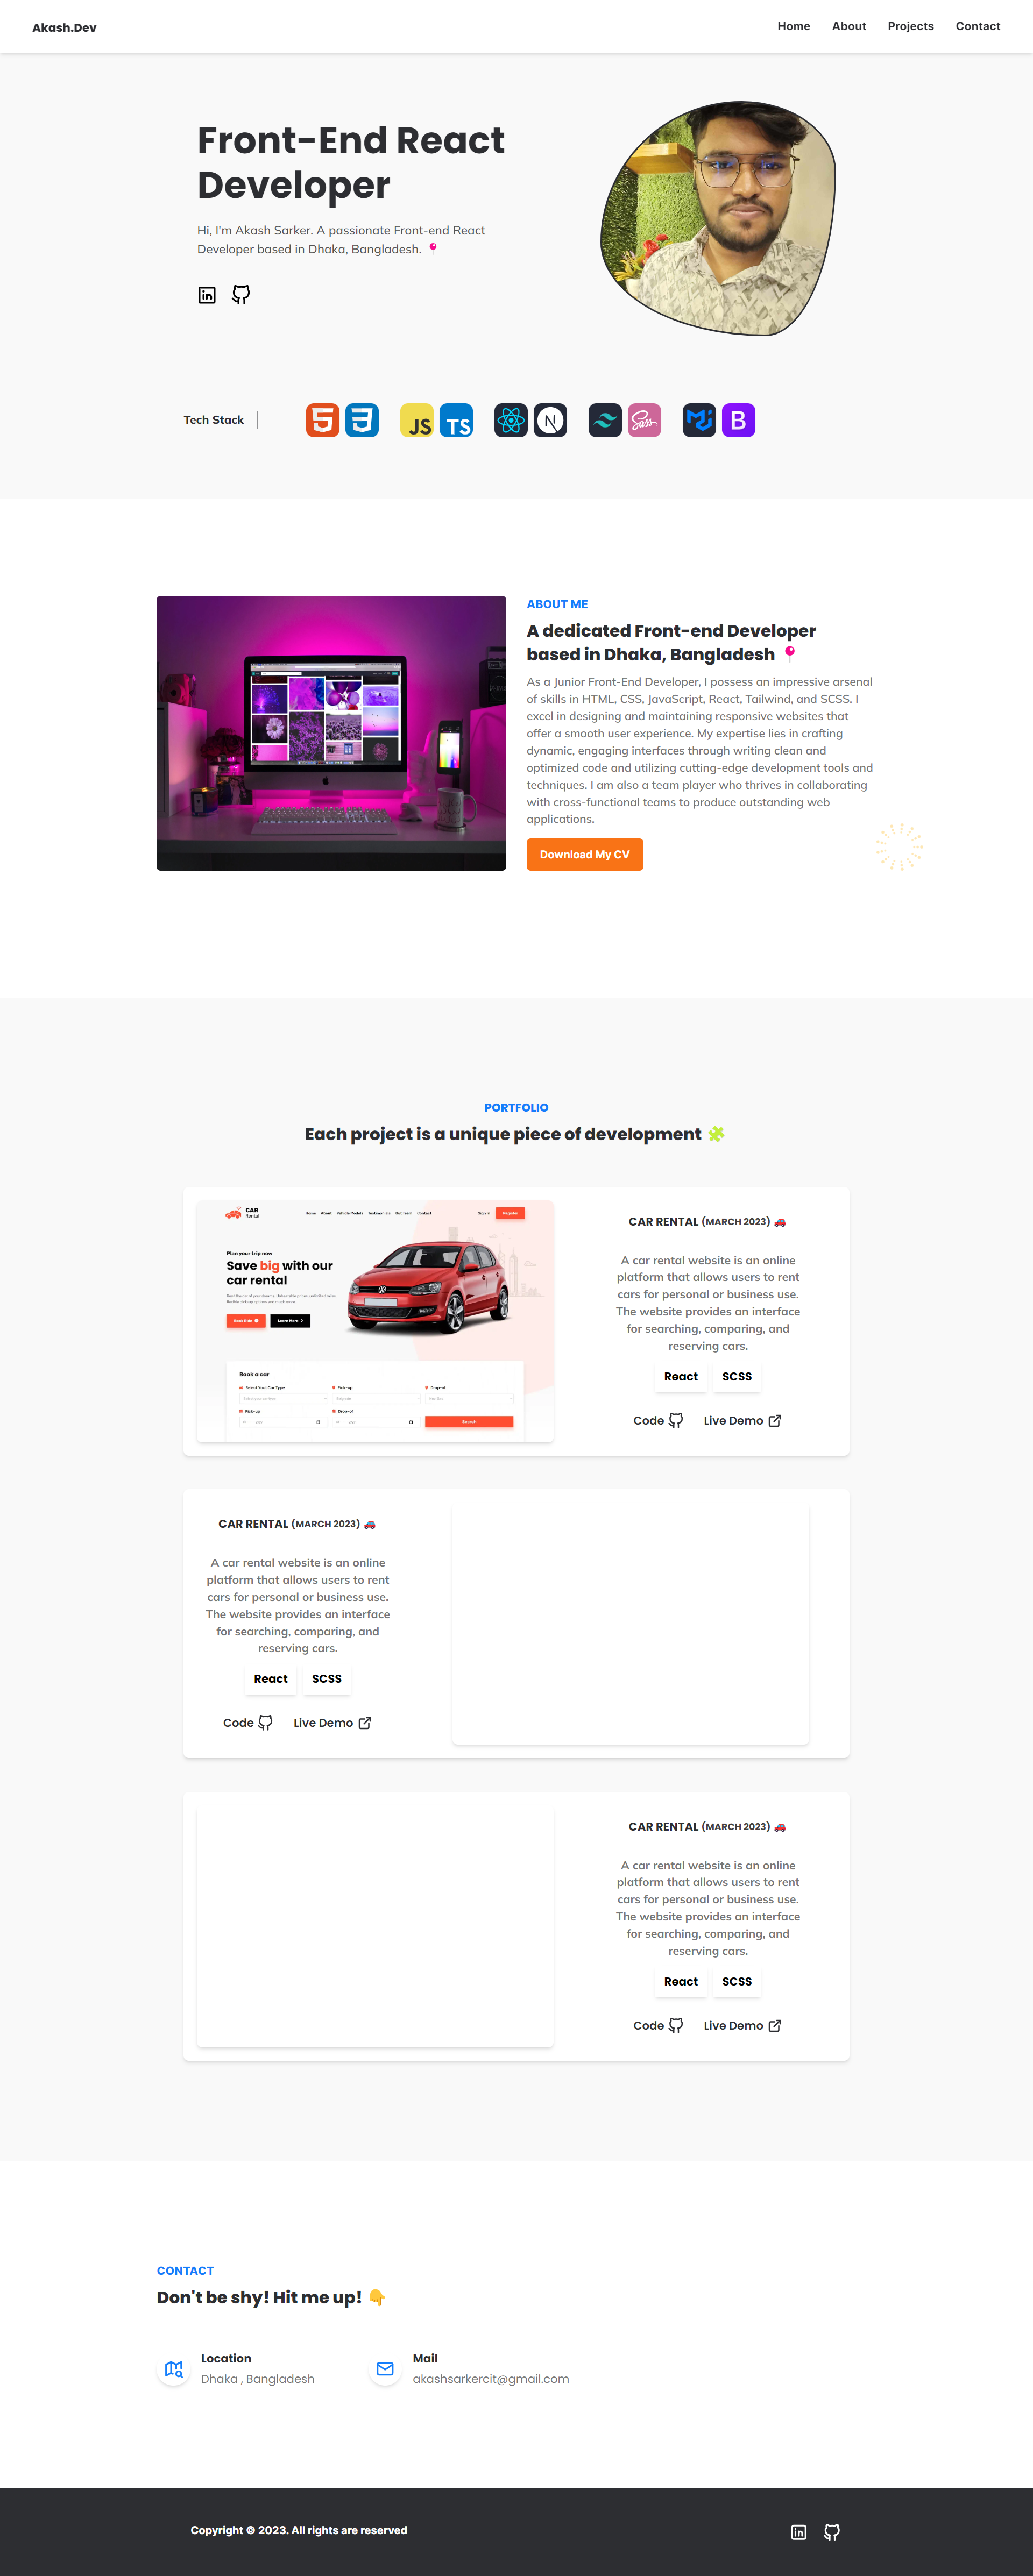 Akash.Dev
Home About Projects Contact
Front-End React
Developer
Hi, I'm Akash Sarker. A passionate Front-end React
Developer based in Dhaka, Bangladesh.
Tech Stack
JS TS N Sass B
ABOUT ME
A dedicated Front-end Developer
based in Dhaka, Bangladesh
As a Junior Front-End Developer, I possess an impressive arsenal
of skills in HTML, CSS, JavaScript, React, Tailwind, and SCSS. I
excel in designing and maintaining responsive websites that
offer a smooth user experience. My expertise lies in crafting
dynamic, engaging interfaces through writing clean and
optimized code and utilizing cutting-edge development tools and
techniques. I am also a team player who thrives in collaborating
with cross-functional teams to produce outstanding web
applications.
Download My CV
PORTFOLIO
Each project is a unique piece of development
CAR
Rental
Home About Vehicle Models Testimonials Our Team Contact
Sign In Register
Plan your trip now
Save big with our
car rental
Book Ride Learn More
Book a car
Select Your Car Type Pick-up Drop-of
Pick-up Drop-of
Search
CAR RENTAL (MARCH 2023)
A car rental website is an online
platform that allows users to rent
cars for personal or business use.
The website provides an interface
for searching, comparing, and
reserving cars.
React SCSS
Code Live Demo
CAR RENTAL (MARCH 2023)
A car rental website is an online
platform that allows users to rent
cars for personal or business use.
The website provides an interface
for searching, comparing, and
reserving cars.
React SCSS
Code Live Demo
CAR RENTAL (MARCH 2023)
A car rental website is an online
platform that allows users to rent
cars for personal or business use.
The website provides an interface
for searching, comparing, and
reserving cars.
React SCSS
Code Live Demo
CONTACT
Don't be shy! Hit me up!
Location
Dhaka , Bangladesh
Mail
akashsarkercit@gmail.com
Copyright © 2023. All rights are reserved